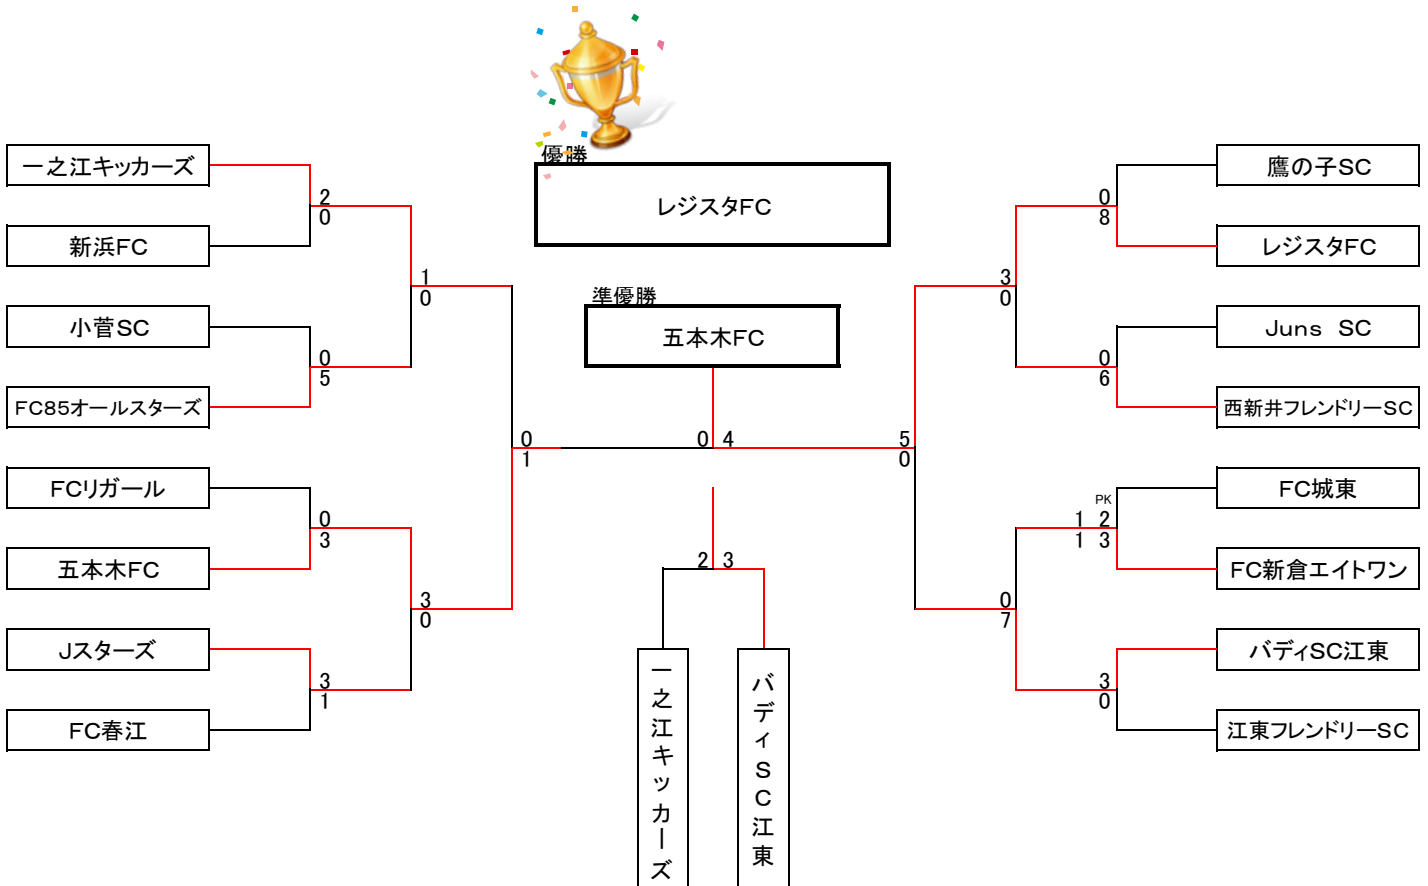 優勝
レジスタFC
準優勝
五本木FC
一之江キッカーズ
新浜FC
小菅SC
FC85オールスターズ
FCリガール
五本木FC
Jスターズ
FC春江
2
0
0
5
0
3
3
1
1
0
3
0
0
1
0 4
5
0
3
0
0
7
0
8
0
6
PK
1 2
1 3
3
0
鷹の子SC
レジスタFC
Juns SC
西新井フレンドリーSC
FC城東
FC新倉エイトワン
バディSC江東
江東フレンドリーSC
2 3
一之江キッカーズ
バディSC江東